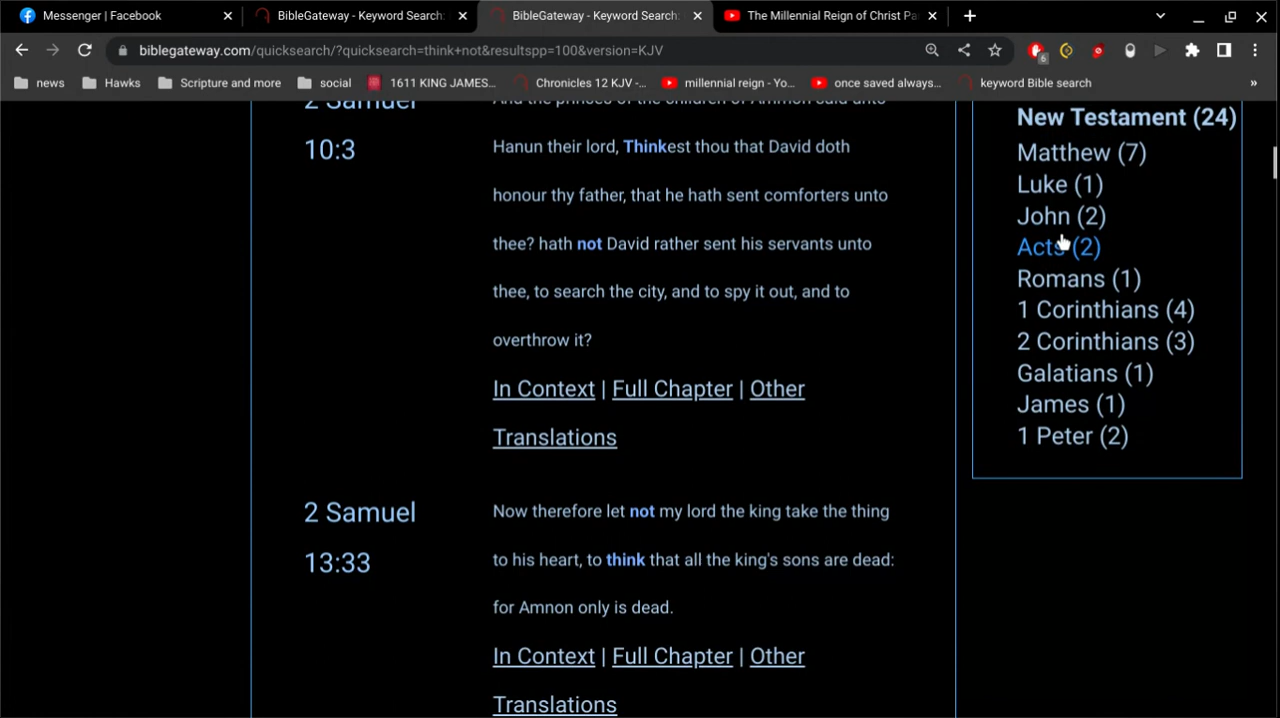 Messenger | Facebook
BibleGateway - Keyword Search:
BibleGateway - Keyword Search:
The Millennial Reign of Christ Pa
biblegateway.com/quicksearch/?quicksearch=think+not&resultspp=100&version=KJV
6
news
Hawks
Scripture and more
social
1611 KING JAMES...
Chronicles 12 KJV -...
millennial reign - Yo...
once saved always...
keyword Bible search
»
2 Samuel
10:3
And the princes of the children of Ammon said unto
Hanun their lord, Thinkest thou that David doth
honour thy father, that he hath sent comforters unto
thee? hath not David rather sent his servants unto
thee, to search the city, and to spy it out, and to
overthrow it?
In Context | Full Chapter | Other
Translations
2 Samuel
13:33
Now therefore let not my lord the king take the thing
to his heart, to think that all the king's sons are dead:
for Amnon only is dead.
In Context | Full Chapter | Other
Translations
New Testament (24)
Matthew (7)
Luke (1)
John (2)
Acts (2)
Romans (1)
1 Corinthians (4)
2 Corinthians (3)
Galatians (1)
James (1)
1 Peter (2)